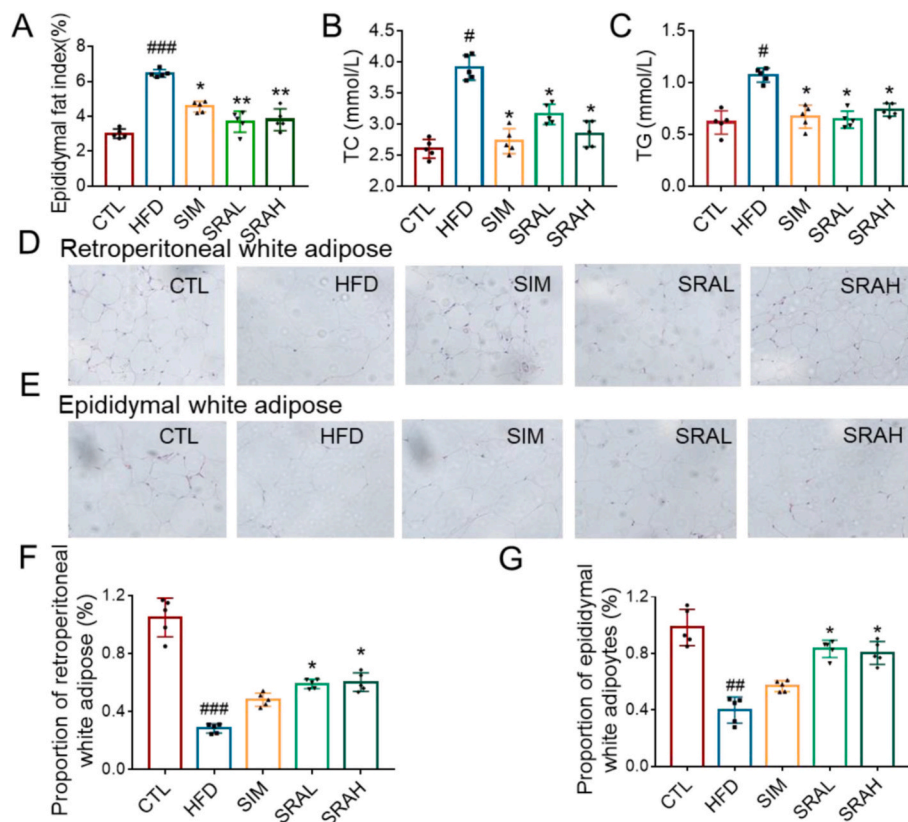 A
Epididymal fat index(%)
8
6
4
2
0
###
*
**
**
CTL
HFD
SIM
SRAL
SRAH
B
TC (mmol/L)
4.5
4.0
3.5
3.0
2.5
2.0
#
*
*
*
CTL
HFD
SIM
SRAL
SRAH
C
TG (mmol/L)
1.5
1.0
0.5
0.0
#
*
*
*
CTL
HFD
SIM
SRAL
SRAH
D
Retroperitoneal white adipose
CTL
HFD
SIM
SRAL
SRAH
E
Epididymal white adipose
CTL
HFD
SIM
SRAL
SRAH
F
Proportion of retroperitoneal
white adipose (%)
1.2
0.8
0.4
0.0
###
*
*
CTL
HFD
SIM
SRAL
SRAH
G
Proportion of epididymal
white adipoytes (%)
1.2
0.8
0.4
0.0
##
*
*
CTL
HFD
SIM
SRAL
SRAH